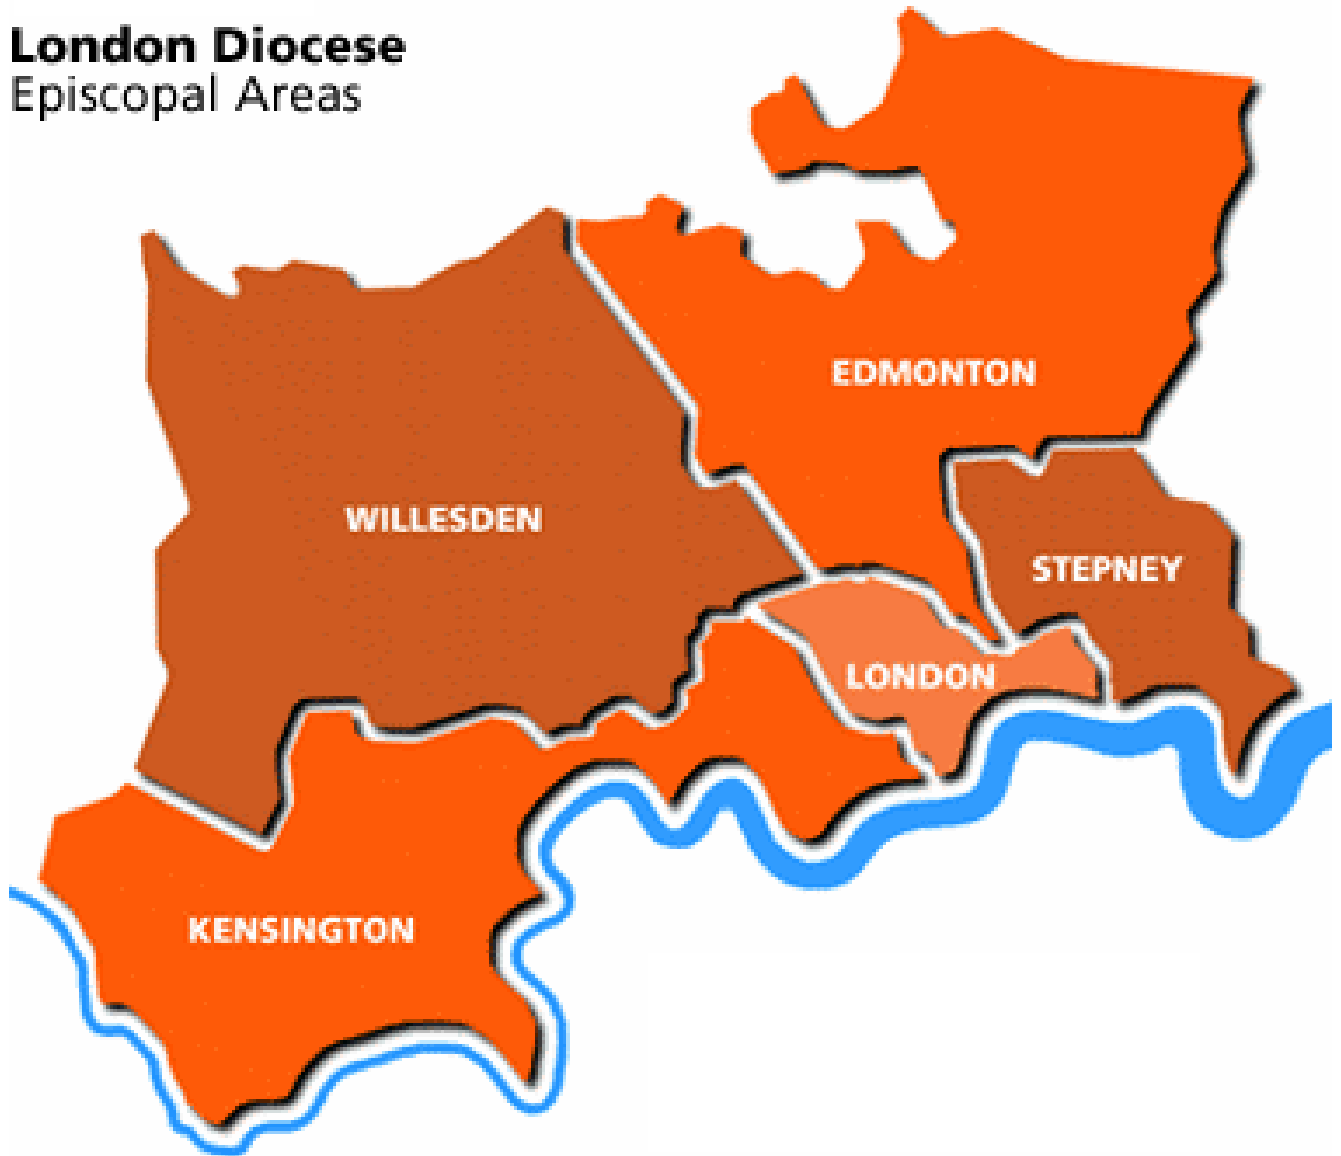 London Diocese
Episcopal Areas
EDMONTON
WILLESDEN
STEPNEY
LONDON
KENSINGTON